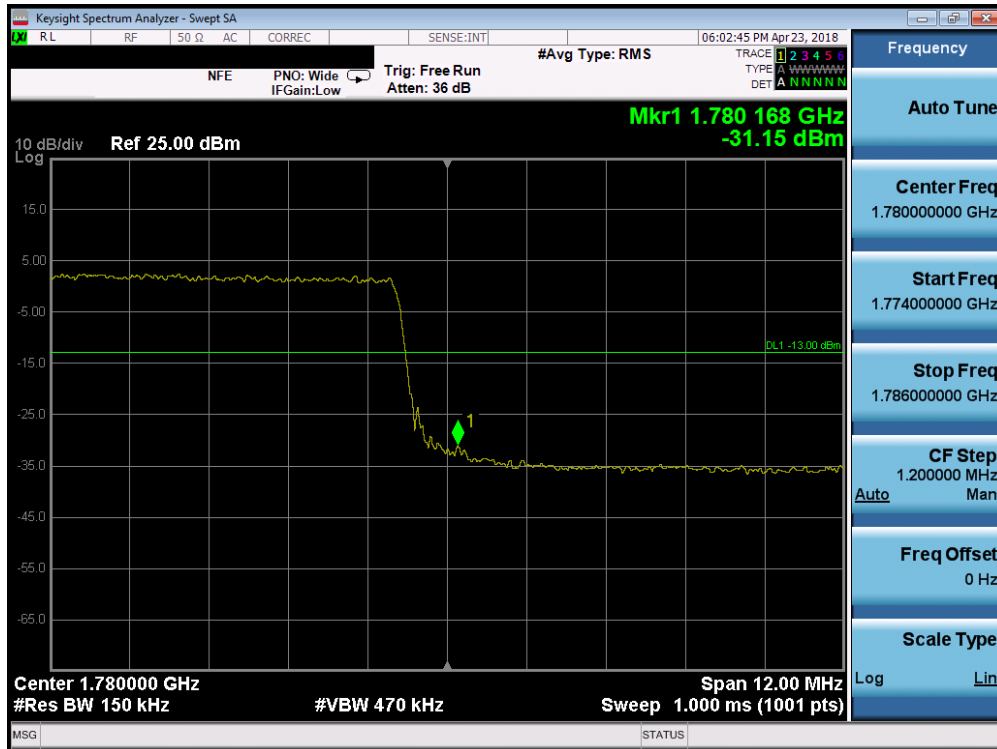 Keysight Spectrum Analyzer - Swept SA
LXI RL RF 50 Ω AC CORREC SENSE:INT 06:02:45 PM Apr 23, 2018
NFE PNO: Wide Trig: Free Run #Avg Type: RMS TRACE 1 2 3 4 5 6
IFGain:Low Atten: 36 dB TYPE A WWWWW
DET A N N N N N
Mkr1 1.780 168 GHz
-31.15 dBm
10 dB/div Ref 25.00 dBm
Log
15.0
5.00
-5.00
DL1 -13.00 dBm
-15.0
-25.0
1
-35.0
-45.0
-55.0
-65.0
Center 1.780000 GHz Span 12.00 MHz
#Res BW 150 kHz #VBW 470 kHz Sweep 1.000 ms (1001 pts)
MSG STATUS
Frequency
Auto Tune
Center Freq
1.780000000 GHz
Start Freq
1.774000000 GHz
Stop Freq
1.786000000 GHz
CF Step
1.200000 MHz
Auto Man
Freq Offset
0 Hz
Scale Type
Log Lin